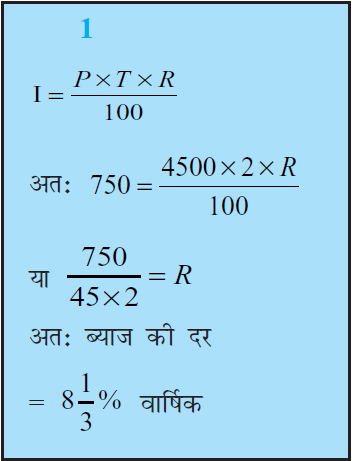 1
I = P × T × R / 100
अतः 750 = 4500 × 2 × R / 100
या 750 / 45 × 2 = R
अतः ब्याज की दर
= 8 1/3 % वार्षिक